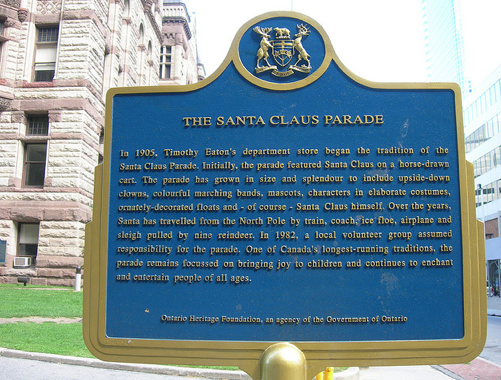 THE SANTA CLAUS PARADE
In 1905, Timothy Eaton's department store began the tradition of the
Santa Claus Parade. Initially, the parade featured Santa Claus on a horse-drawn
cart. The parade has grown in size and splendour to include upside-down
clowns, colourful marching bands, mascots, characters in elaborate costumes,
ornately-decorated floats and - of course - Santa Claus himself. Over the years,
Santa has travelled from the North Pole by train, coach, ice floe, airplane and
sleigh pulled by nine reindeer. In 1982, a local volunteer group assumed
responsibility for the parade. One of Canada's longest-running traditions, the
parade remains focussed on bringing joy to children and continues to enchant
and entertain people of all ages.
Ontario Heritage Foundation, an agency of the Government of Ontario